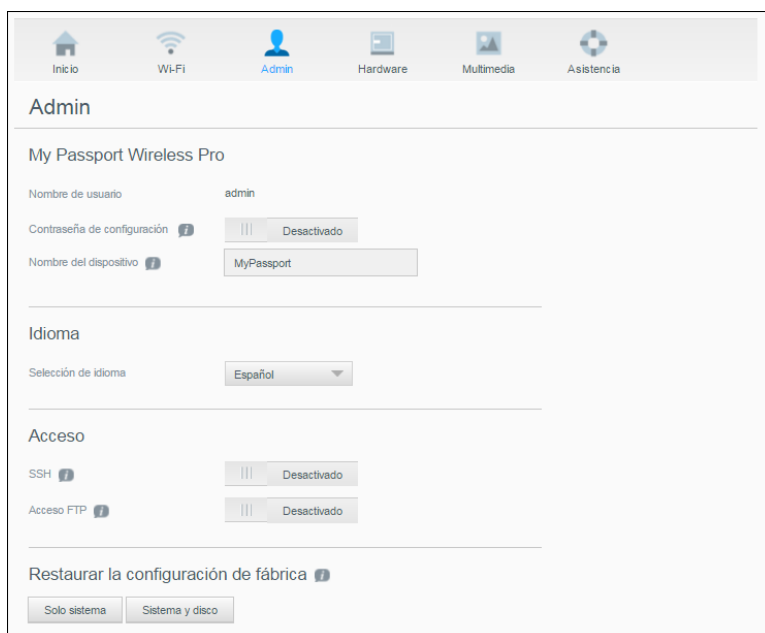 Inicio Wi-Fi Admin Hardware Multimedia Asistencia
Admin
My Passport Wireless Pro
Nombre de usuario admin
Contraseña de configuración i Desactivado
Nombre del dispositivo i MyPassport
Idioma
Selección de idioma Español
Acceso
SSH i Desactivado
Acceso FTP i Desactivado
Restaurar la configuración de fábrica i
Solo sistema Sistema y disco